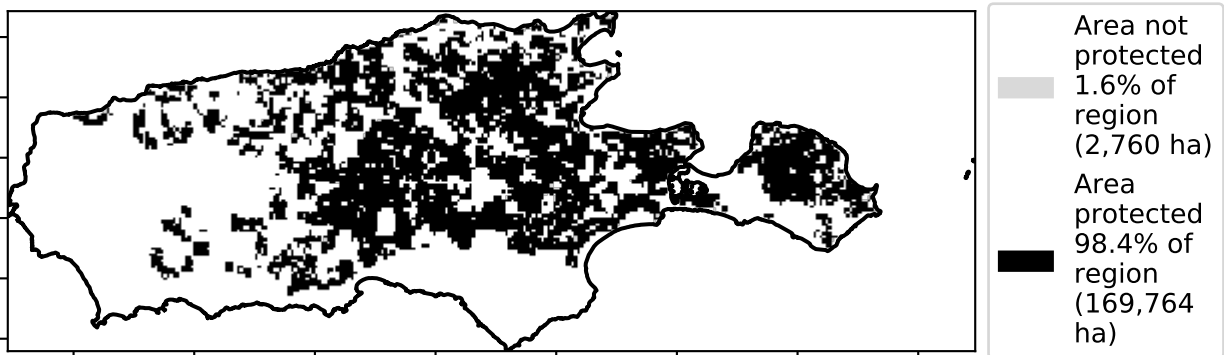 Area not
protected
1.6% of
region
(2,760 ha)
Area
protected
98.4% of
region
(169,764
ha)